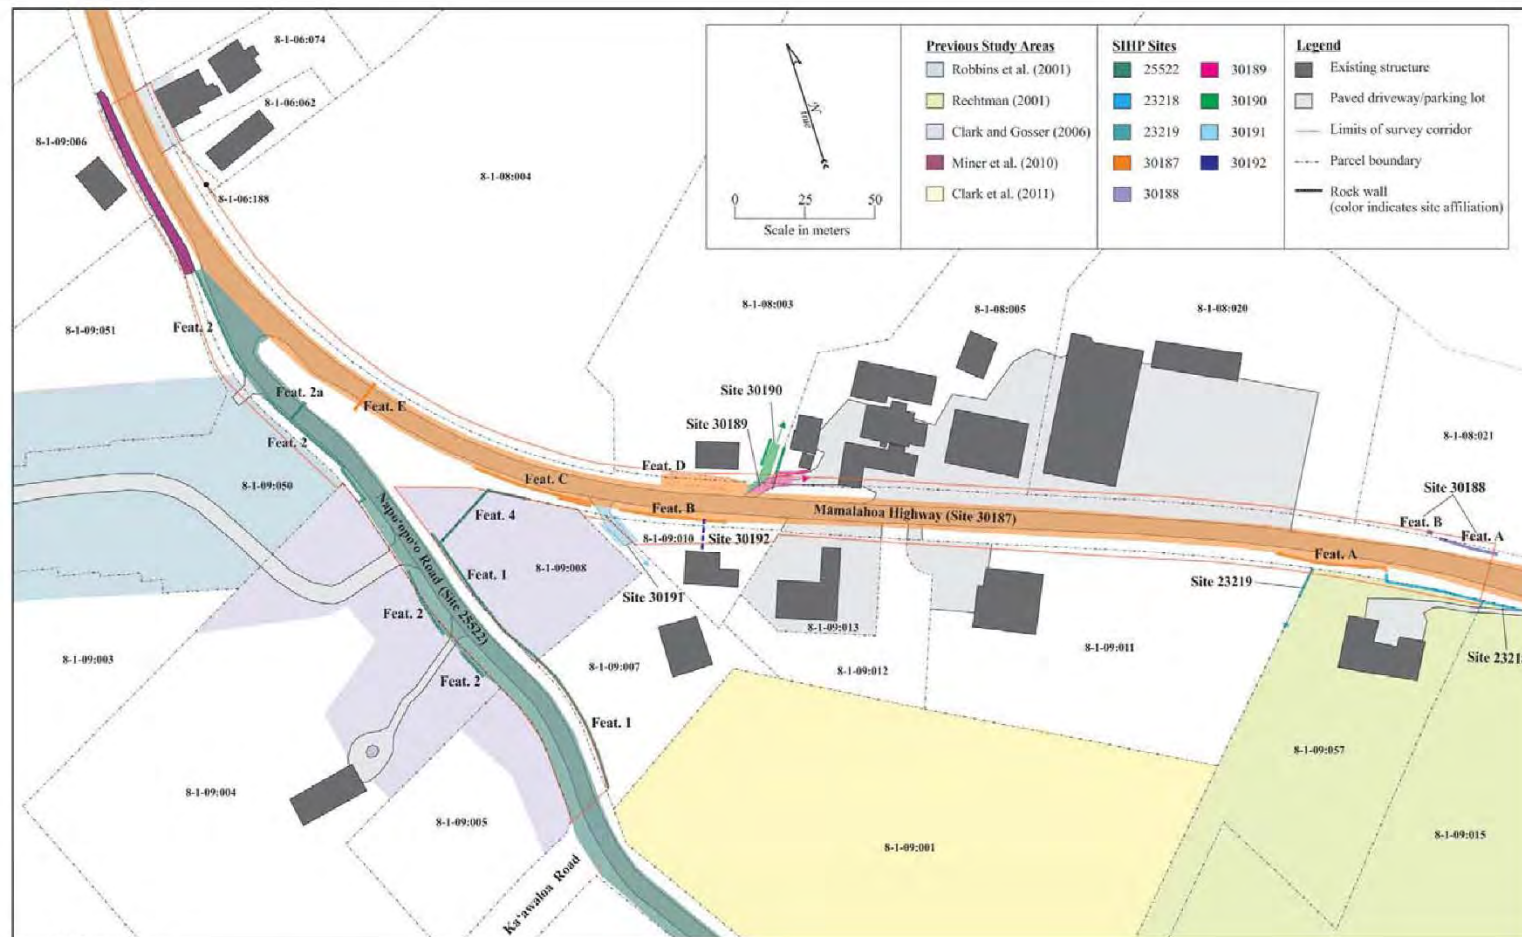 Previous Study Areas
Robbins et al. (2001)
Rechtman (2001)
Clark and Gosser (2006)
Miner et al. (2010)
Clark et al. (2011)
SIHP Sites
25522
23218
23219
30187
30188
30189
30190
30191
30192
Legend
Existing structure
Paved driveway/parking lot
Limits of survey corridor
Parcel boundary
Rock wall
(color indicates site affiliation)
N
true
0 25 50
Scale in meters
8-1-06:074
8-1-06:062
8-1-09:006
8-1-06:188
8-1-08:004
8-1-08:003
8-1-08:005
8-1-08:020
8-1-09:051
Feat. 2
Feat. 2a
Feat. E
Site 30190
Site 30189
8-1-08:021
Feat. 2
Feat. D
Feat. C
8-1-09:050
Site 30188
Feat. B
Feat. A
Feat. 4
Feat. B
Mamalahoa Highway (Site 30187)
8-1-09:010
Site 30192
Feat. A
Nāpo‘opo‘o Road (Site 25522)
Feat. 1
8-1-09:008
Site 23219
Site 30191
Feat. 2
8-1-09:013
8-1-09:003
8-1-09:007
8-1-09:012
8-1-09:011
Site 2321
Feat. 2
Feat. 1
8-1-09:057
8-1-09:004
8-1-09:005
8-1-09:001
8-1-09:015
Ka‘awaloa Road